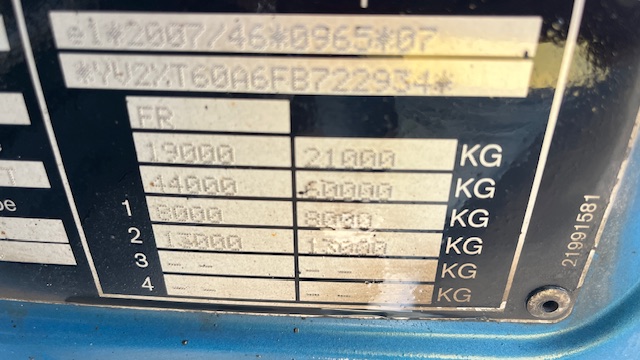 e1*2007/46*0965*07
*YV2XT60A6FB722934*
FR
19000 21000 KG
44000 60000 KG
1 8000 8000 KG
2 13000 13000 KG
3 -- -- KG
4 -- -- KG
21991581